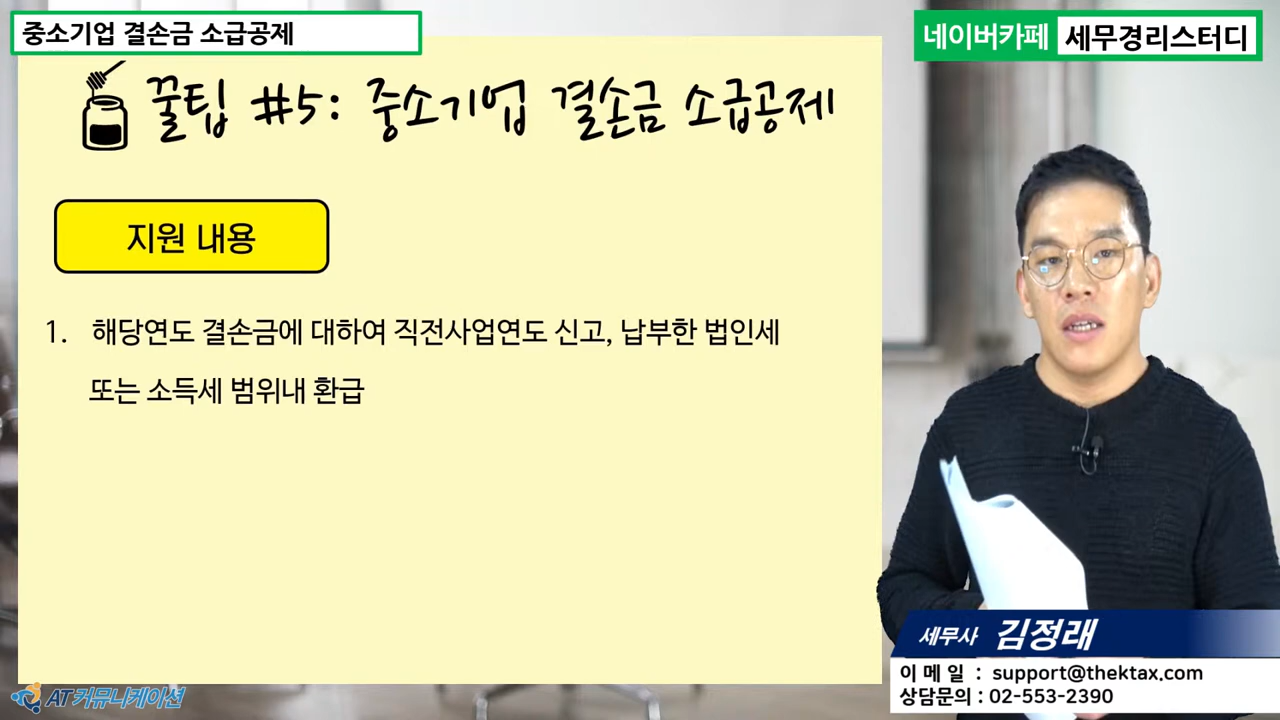 중소기업 결손금 소급공제
네이버카페 세무경리스터디
꿀팁 #5: 중소기업 결손금 소급공제
지원 내용
1. 해당연도 결손금에 대하여 직전사업연도 신고, 납부한 법인세
또는 소득세 범위내 환급
세무사 김정래
이 메 일 : support@thektax.com
상담문의 : 02-553-2390
AT커뮤니케이션